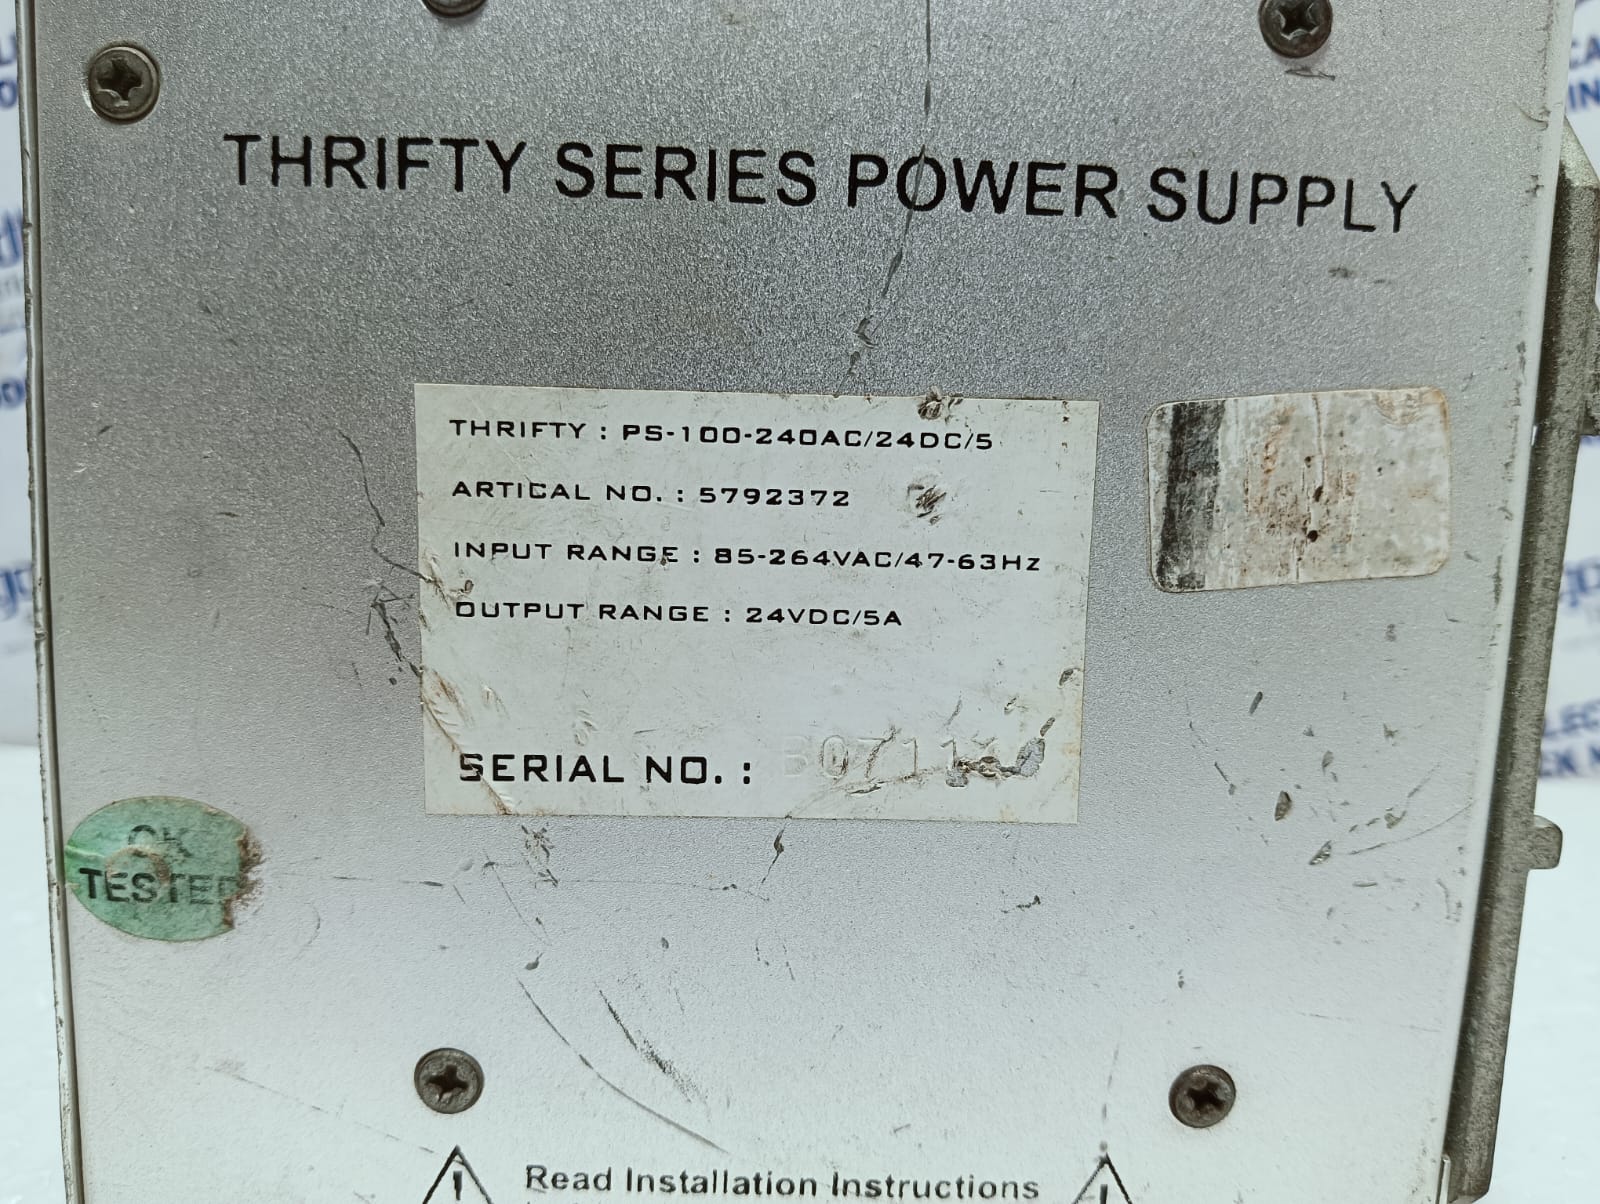 THRIFTY SERIES POWER SUPPLY
THRIFTY : PS-100-240AC/24DC/5
ARTICAL NO. : 5792372
INPUT RANGE : 85-264VAC/47-63Hz
OUTPUT RANGE : 24VDC/5A
SERIAL NO. :
OK
TESTED
Read Installation Instructions